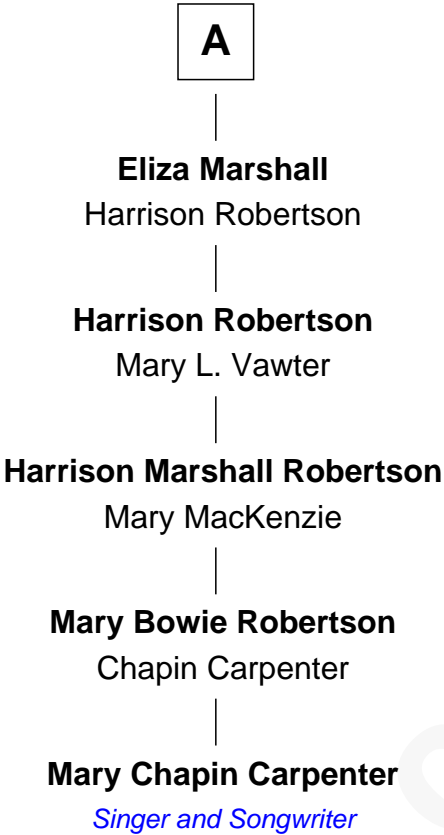 A
Eliza Marshall
Harrison Robertson
Harrison Robertson
Mary L. Vawter
Harrison Marshall Robertson
Mary MacKenzie
Mary Bowie Robertson
Chapin Carpenter
Mary Chapin Carpenter
Singer and Songwriter